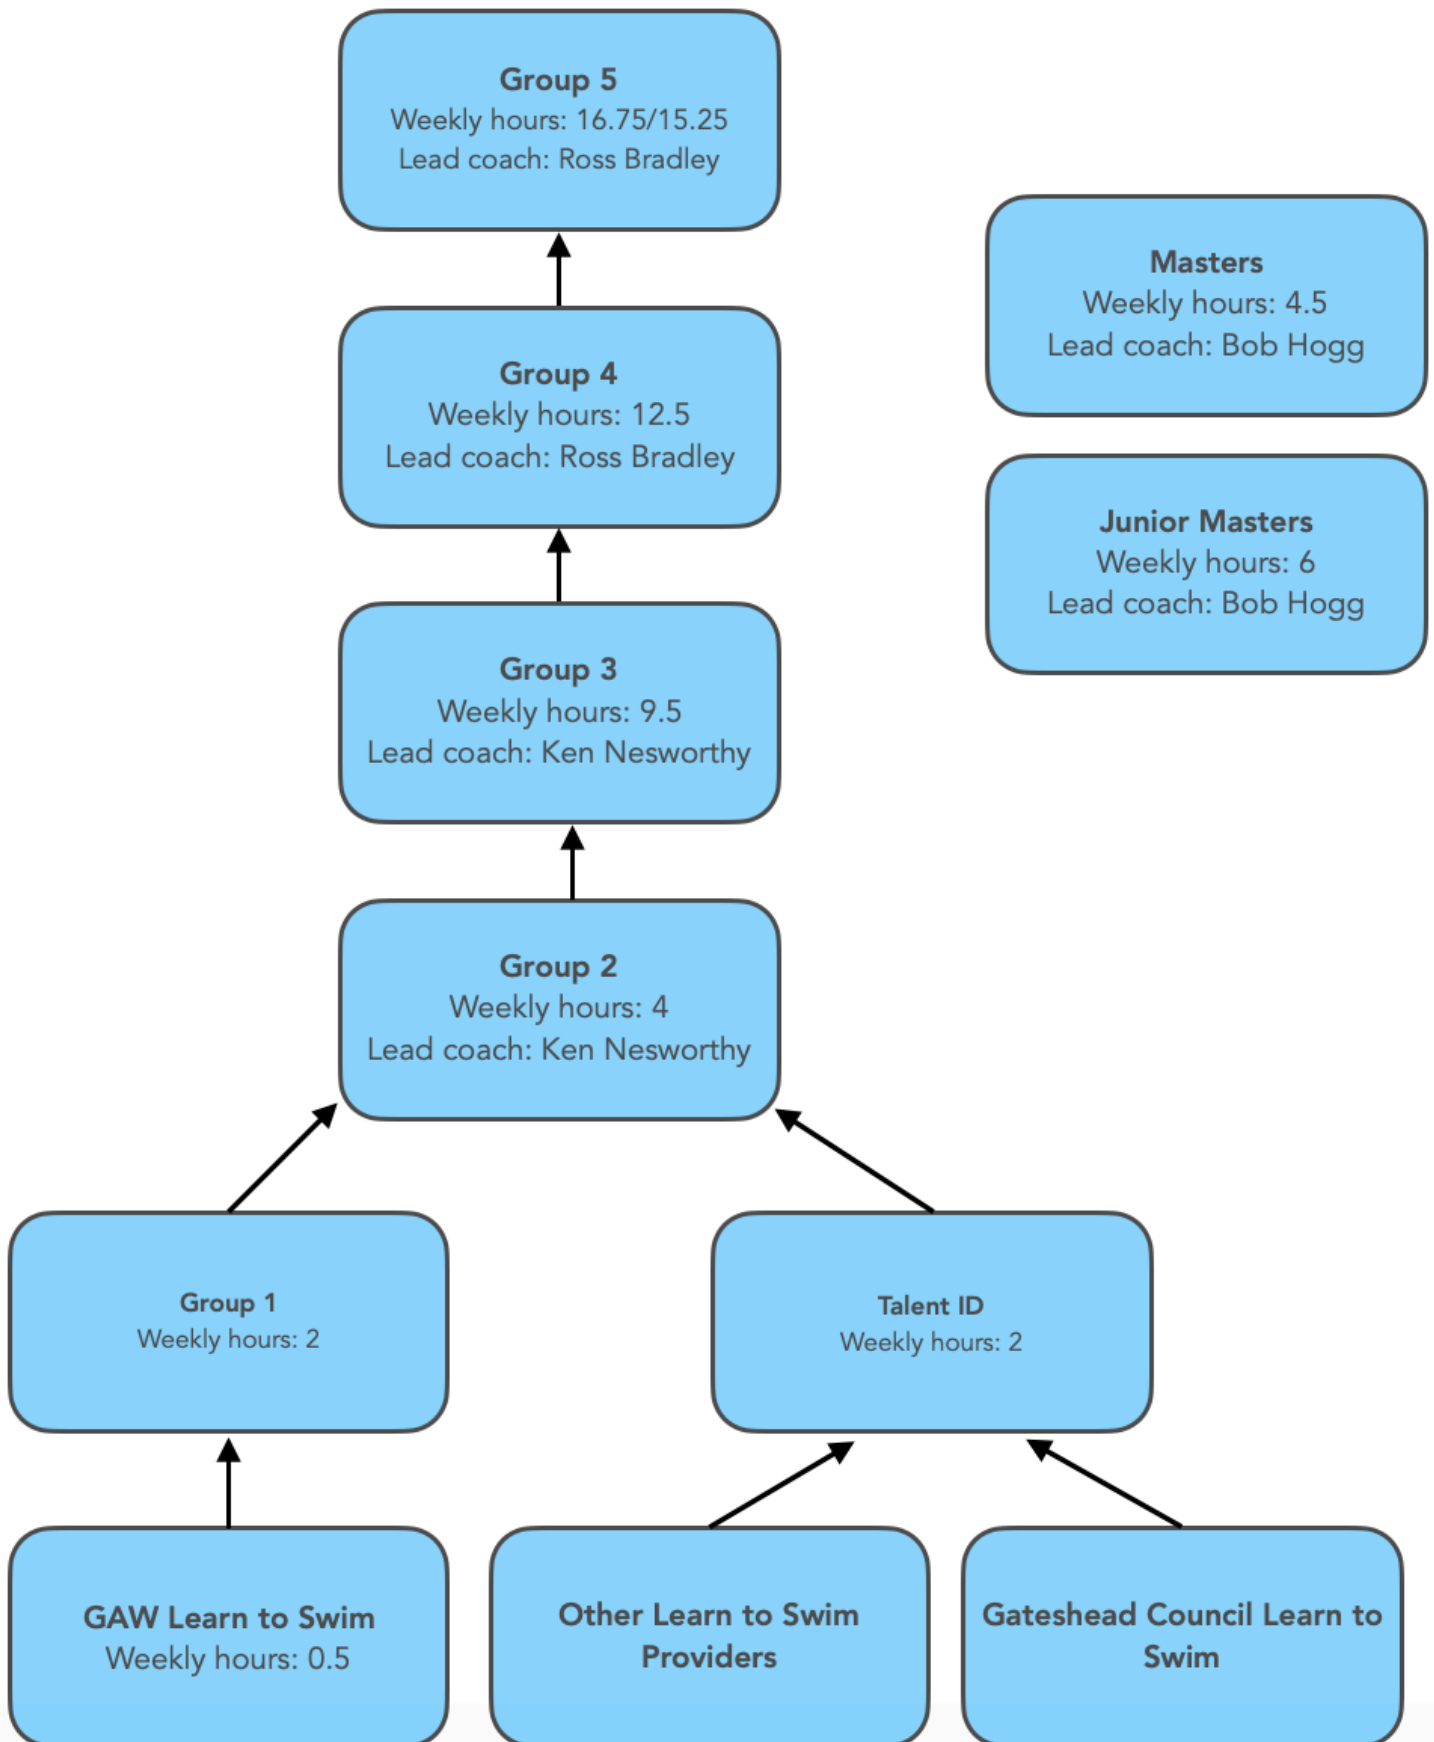 Group 5
Weekly hours: 16.75/15.25
Lead coach: Ross Bradley
Masters
Weekly hours: 4.5
Lead coach: Bob Hogg
Group 4
Weekly hours: 12.5
Lead coach: Ross Bradley
Junior Masters
Weekly hours: 6
Lead coach: Bob Hogg
Group 3
Weekly hours: 9.5
Lead coach: Ken Nesworthy
Group 2
Weekly hours: 4
Lead coach: Ken Nesworthy
Group 1
Weekly hours: 2
Talent ID
Weekly hours: 2
GAW Learn to Swim
Weekly hours: 0.5
Other Learn to Swim
Providers
Gateshead Council Learn to
Swim